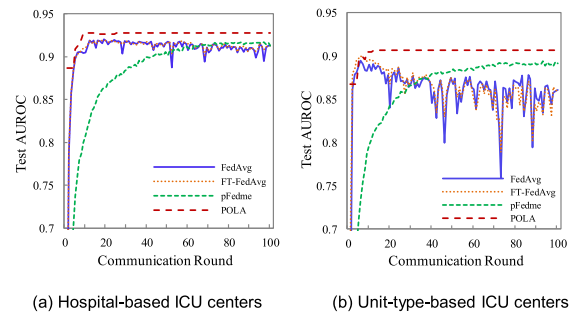 (a)
0.95
0.9
0.85
0.8
0.75
0.7
Test AUROC
FedAvg
FT-FedAvg
pFedme
POLA
0 20 40 60 80 100
Communication Round
(a) Hospital-based ICU centers
(b)
0.95
0.9
0.85
0.8
0.75
0.7
Test AUROC
FedAvg
FT-FedAvg
pFedme
POLA
0 20 40 60 80 100
Communication Round
(b) Unit-type-based ICU centers